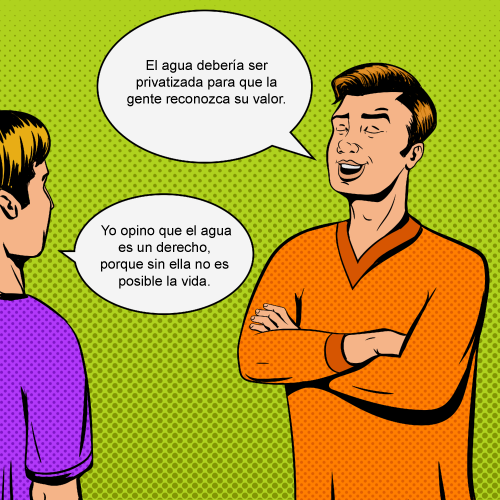 El agua debería ser
privatizada para que la
gente reconozca su valor.
Yo opino que el agua
es un derecho,
porque sin ella no es
posible la vida.